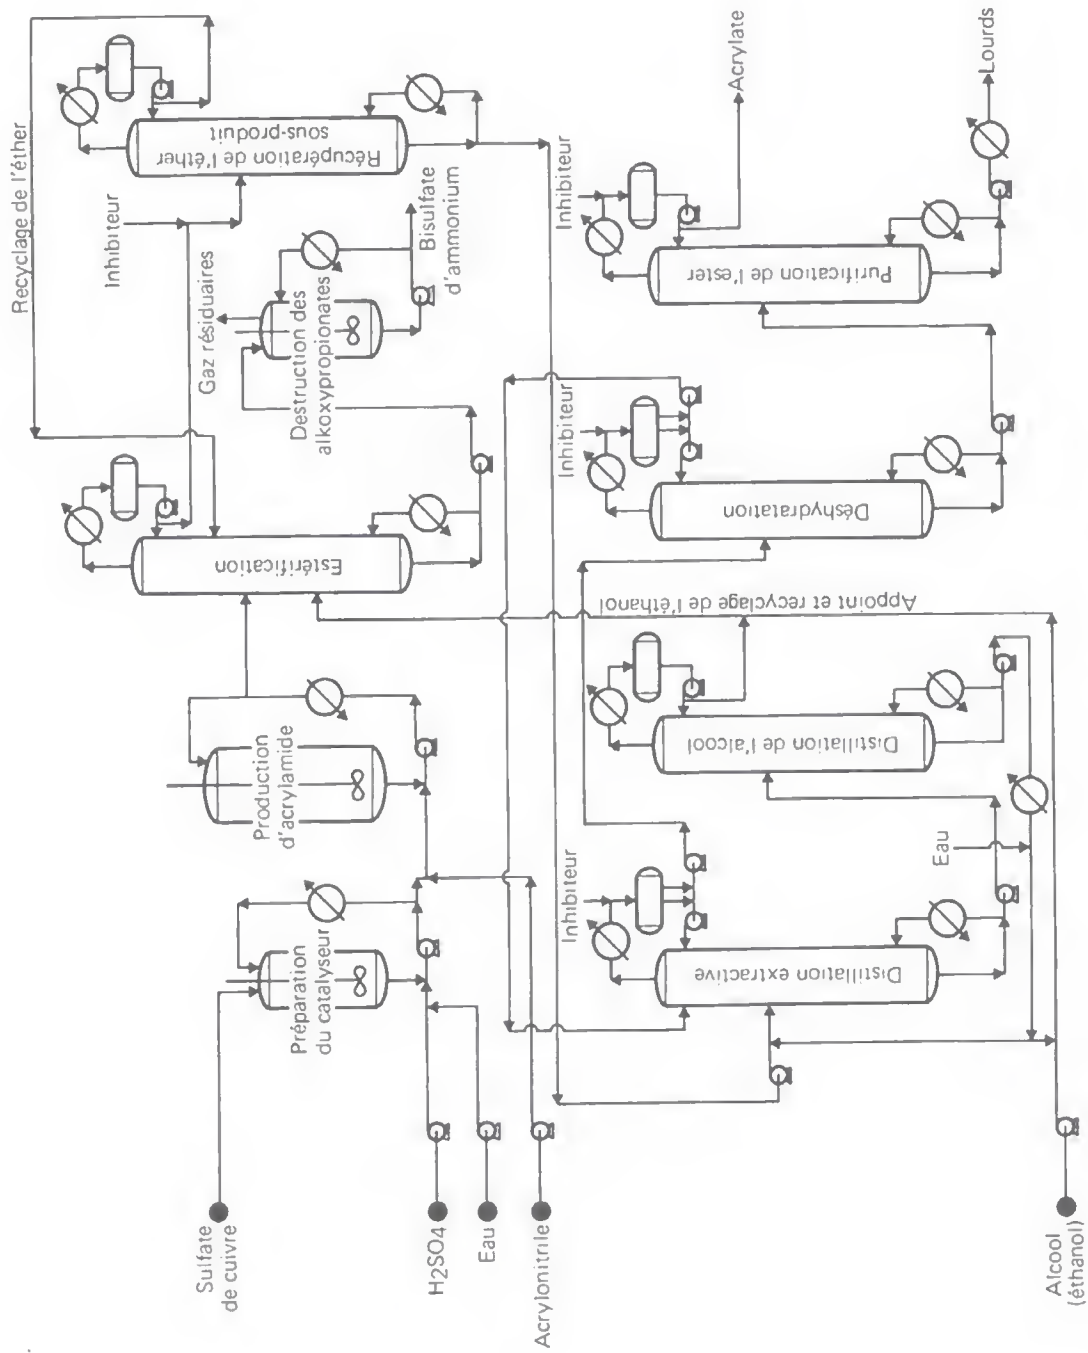 Recyclage de l'éther
Inhibiteur
Récupération de l'éther
sous-produit
Gaz résiduaires
Destruction des
alkoxypropionates
Bisulfate
d'ammonium
Estérification
Production
d'acrylamide
Préparation
du catalyseur
Sulfate
de cuivre
H2SO4
Eau
Acrylonitrile
Alcool
(éthanol)
Inhibiteur
Distillation extractive
Eau
Distillation de l'alcool
Appoint et recyclage de l'éthanol
Inhibiteur
Déshydratation
Inhibiteur
Purification de l'ester
Acrylate
Lourds